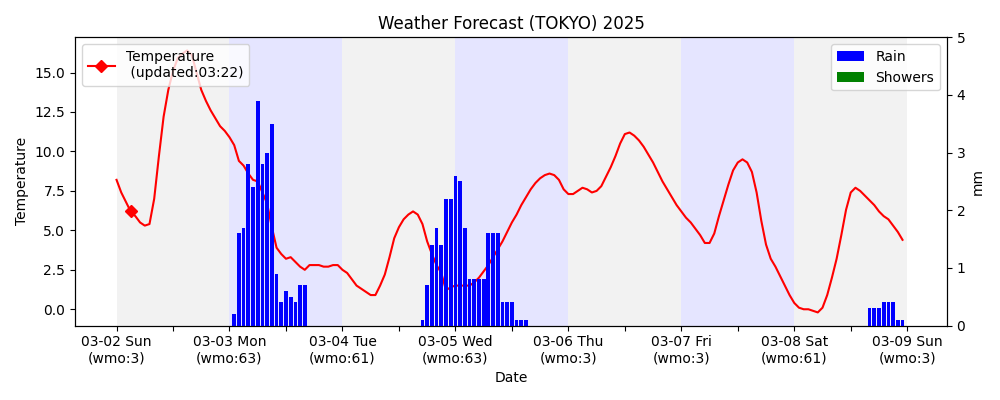 Weather Forecast (TOKYO) 2025
Temperature
(updated:03:22)
Rain
Showers
15.0
12.5
10.0
7.5
5.0
2.5
0.0
Temperature
5
4
3
2
1
0
mm
03-02 Sun
(wmo:3)
03-03 Mon
(wmo:63)
03-04 Tue
(wmo:61)
03-05 Wed
(wmo:63)
03-06 Thu
(wmo:3)
03-07 Fri
(wmo:3)
03-08 Sat
(wmo:61)
03-09 Sun
(wmo:3)
Date